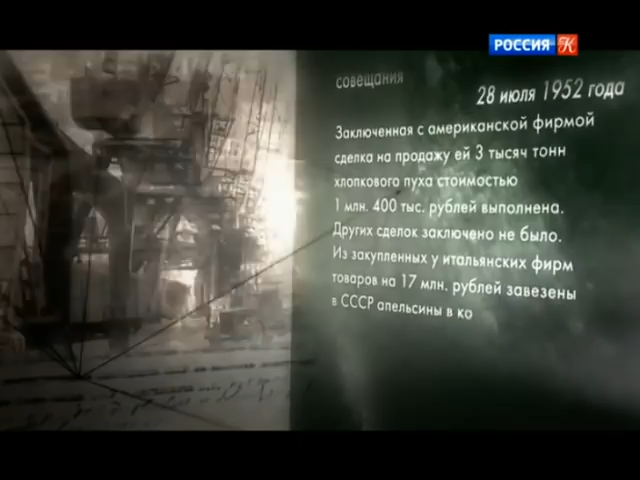 РОССИЯ К
совещания
28 июля 1952 года
Заключенная с американской фирмой
сделка на продажу ей 3 тысяч тонн
хлопкового пуха стоимостью
1 млн. 400 тыс. рублей выполнена.
Других сделок заключено не было.
Из закупленных у итальянских фирм
товаров на 17 млн. рублей завезены
в СССР апельсины в ко